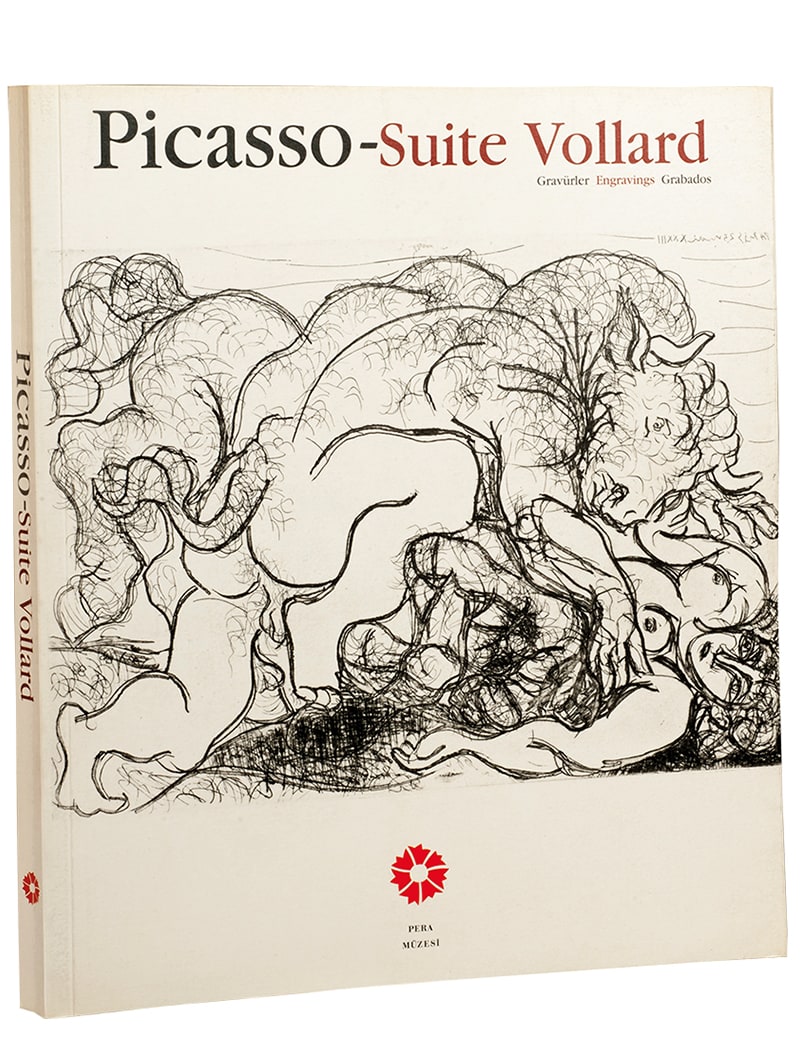 Picasso-Suite Vollard
Gravürler Engravings Grabados
Picasso-Suite Vollard
PERA
MÜZESİ